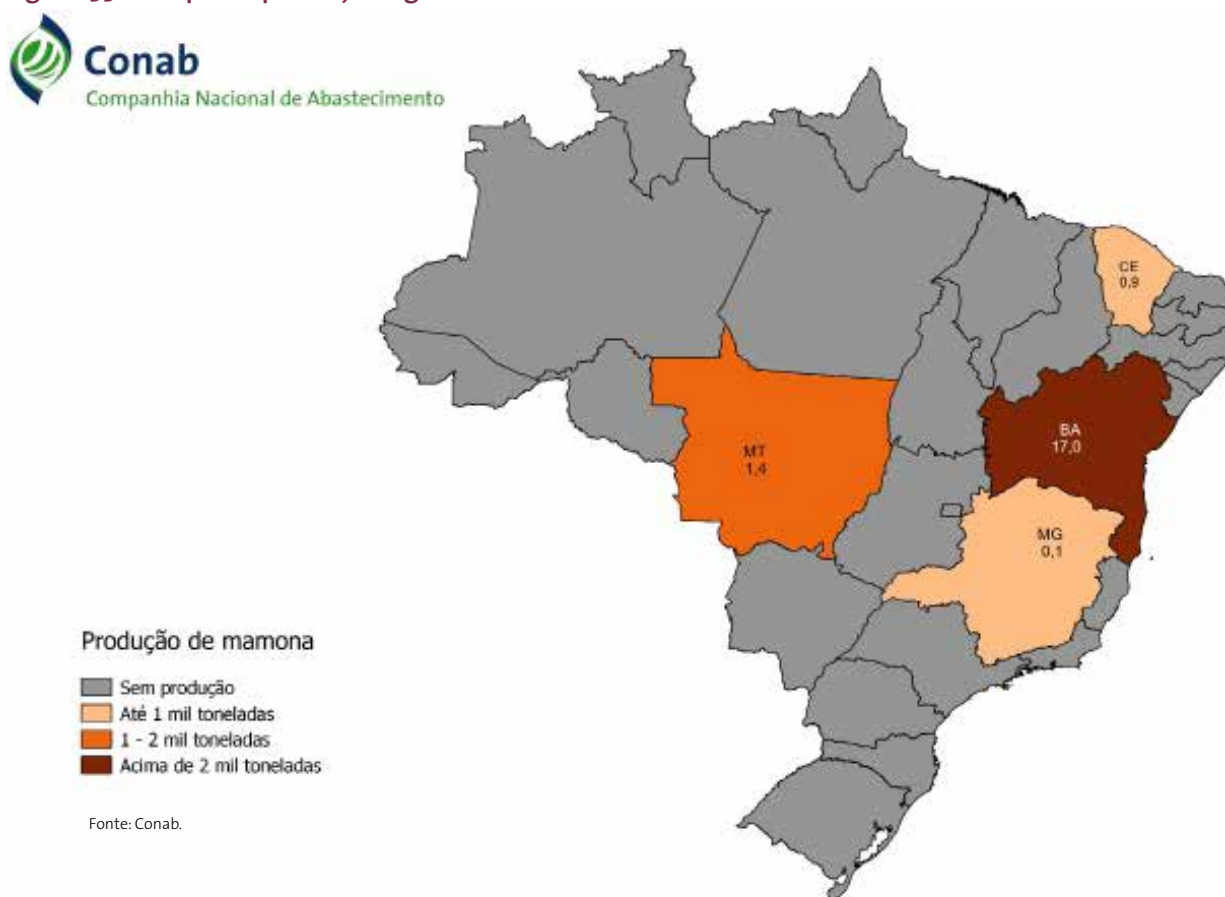 Conab
Companhia Nacional de Abastecimento
CE
0,9
BA
17,0
MT
1,4
MG
0,1
Produção de mamona
Sem produção
Até 1 mil toneladas
1 - 2 mil toneladas
Acima de 2 mil toneladas
Fonte: Conab.